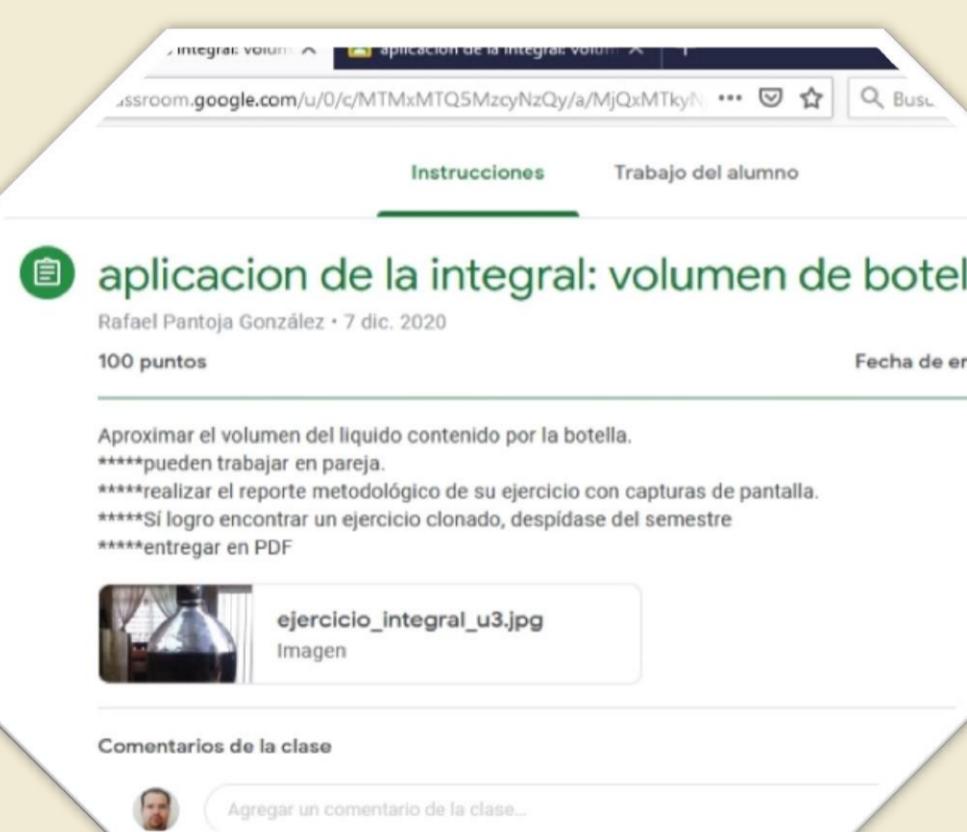 integral: volum
aplicacion de la integral: volum
assroom.google.com/u/0/c/MTMxMTQ5MzcyNzQy/a/MjQxMTkyN
Busc
Instrucciones Trabajo del alumno
aplicacion de la integral: volumen de botel
Rafael Pantoja González • 7 dic. 2020
100 puntos Fecha de en
Aproximar el volumen del liquido contenido por la botella.
*****pueden trabajar en pareja.
*****realizar el reporte metodológico de su ejercicio con capturas de pantalla.
*****Sí logro encontrar un ejercicio clonado, despídase del semestre
*****entregar en PDF
ejercicio_integral_u3.jpg
Imagen
Comentarios de la clase
Agregar un comentario de la clase...